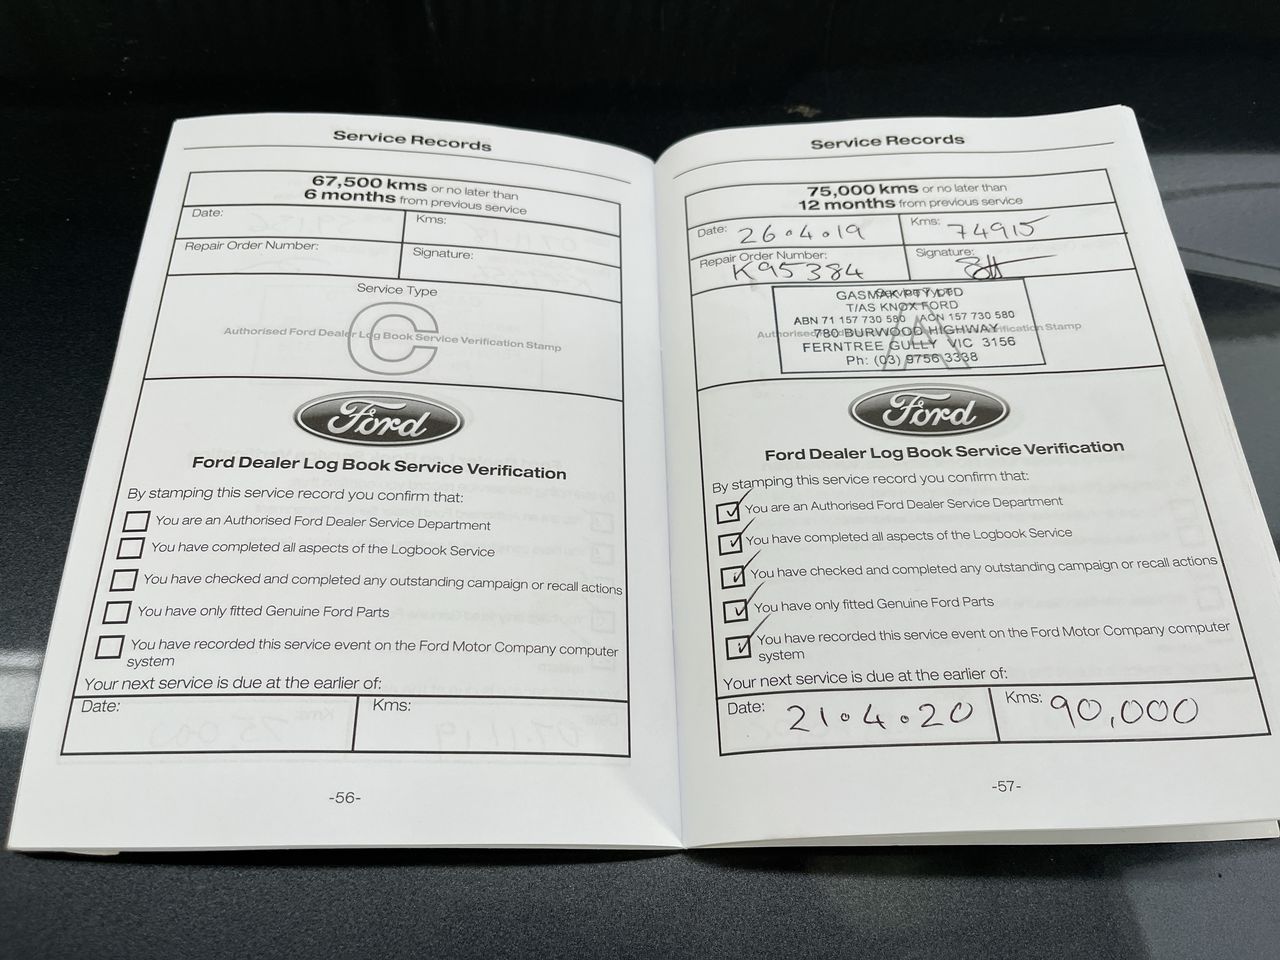 Service Records
67,500 kms or no later than
6 months from previous service
Date:
Kms:
Repair Order Number:
Signature:
Service Type
C
Authorised Ford Dealer Log Book Service Verification Stamp
Ford
Ford Dealer Log Book Service Verification
By stamping this service record you confirm that:
You are an Authorised Ford Dealer Service Department
You have completed all aspects of the Logbook Service
You have checked and completed any outstanding campaign or recall actions
You have only fitted Genuine Ford Parts
You have recorded this service event on the Ford Motor Company computer
system
Your next service is due at the earlier of:
Date:
Kms:
-56-
Service Records
75,000 kms or no later than
12 months from previous service
Date: 26.4.19
Kms: 74915
Repair Order Number:
K95384
Signature:
Service Type
A
Authorised Ford Dealer Log Book Service Verification Stamp
GASMAK PTY LTD
T/AS KNOX FORD
ABN 71 157 730 580 ACN 157 730 580
780 BURWOOD HIGHWAY
FERNTREE GULLY VIC 3156
Ph: (03) 9756 3338
Ford
Ford Dealer Log Book Service Verification
By stamping this service record you confirm that:
You are an Authorised Ford Dealer Service Department
You have completed all aspects of the Logbook Service
You have checked and completed any outstanding campaign or recall actions
You have only fitted Genuine Ford Parts
You have recorded this service event on the Ford Motor Company computer
system
Your next service is due at the earlier of:
Date: 21.4.20
Kms: 90,000
-57-